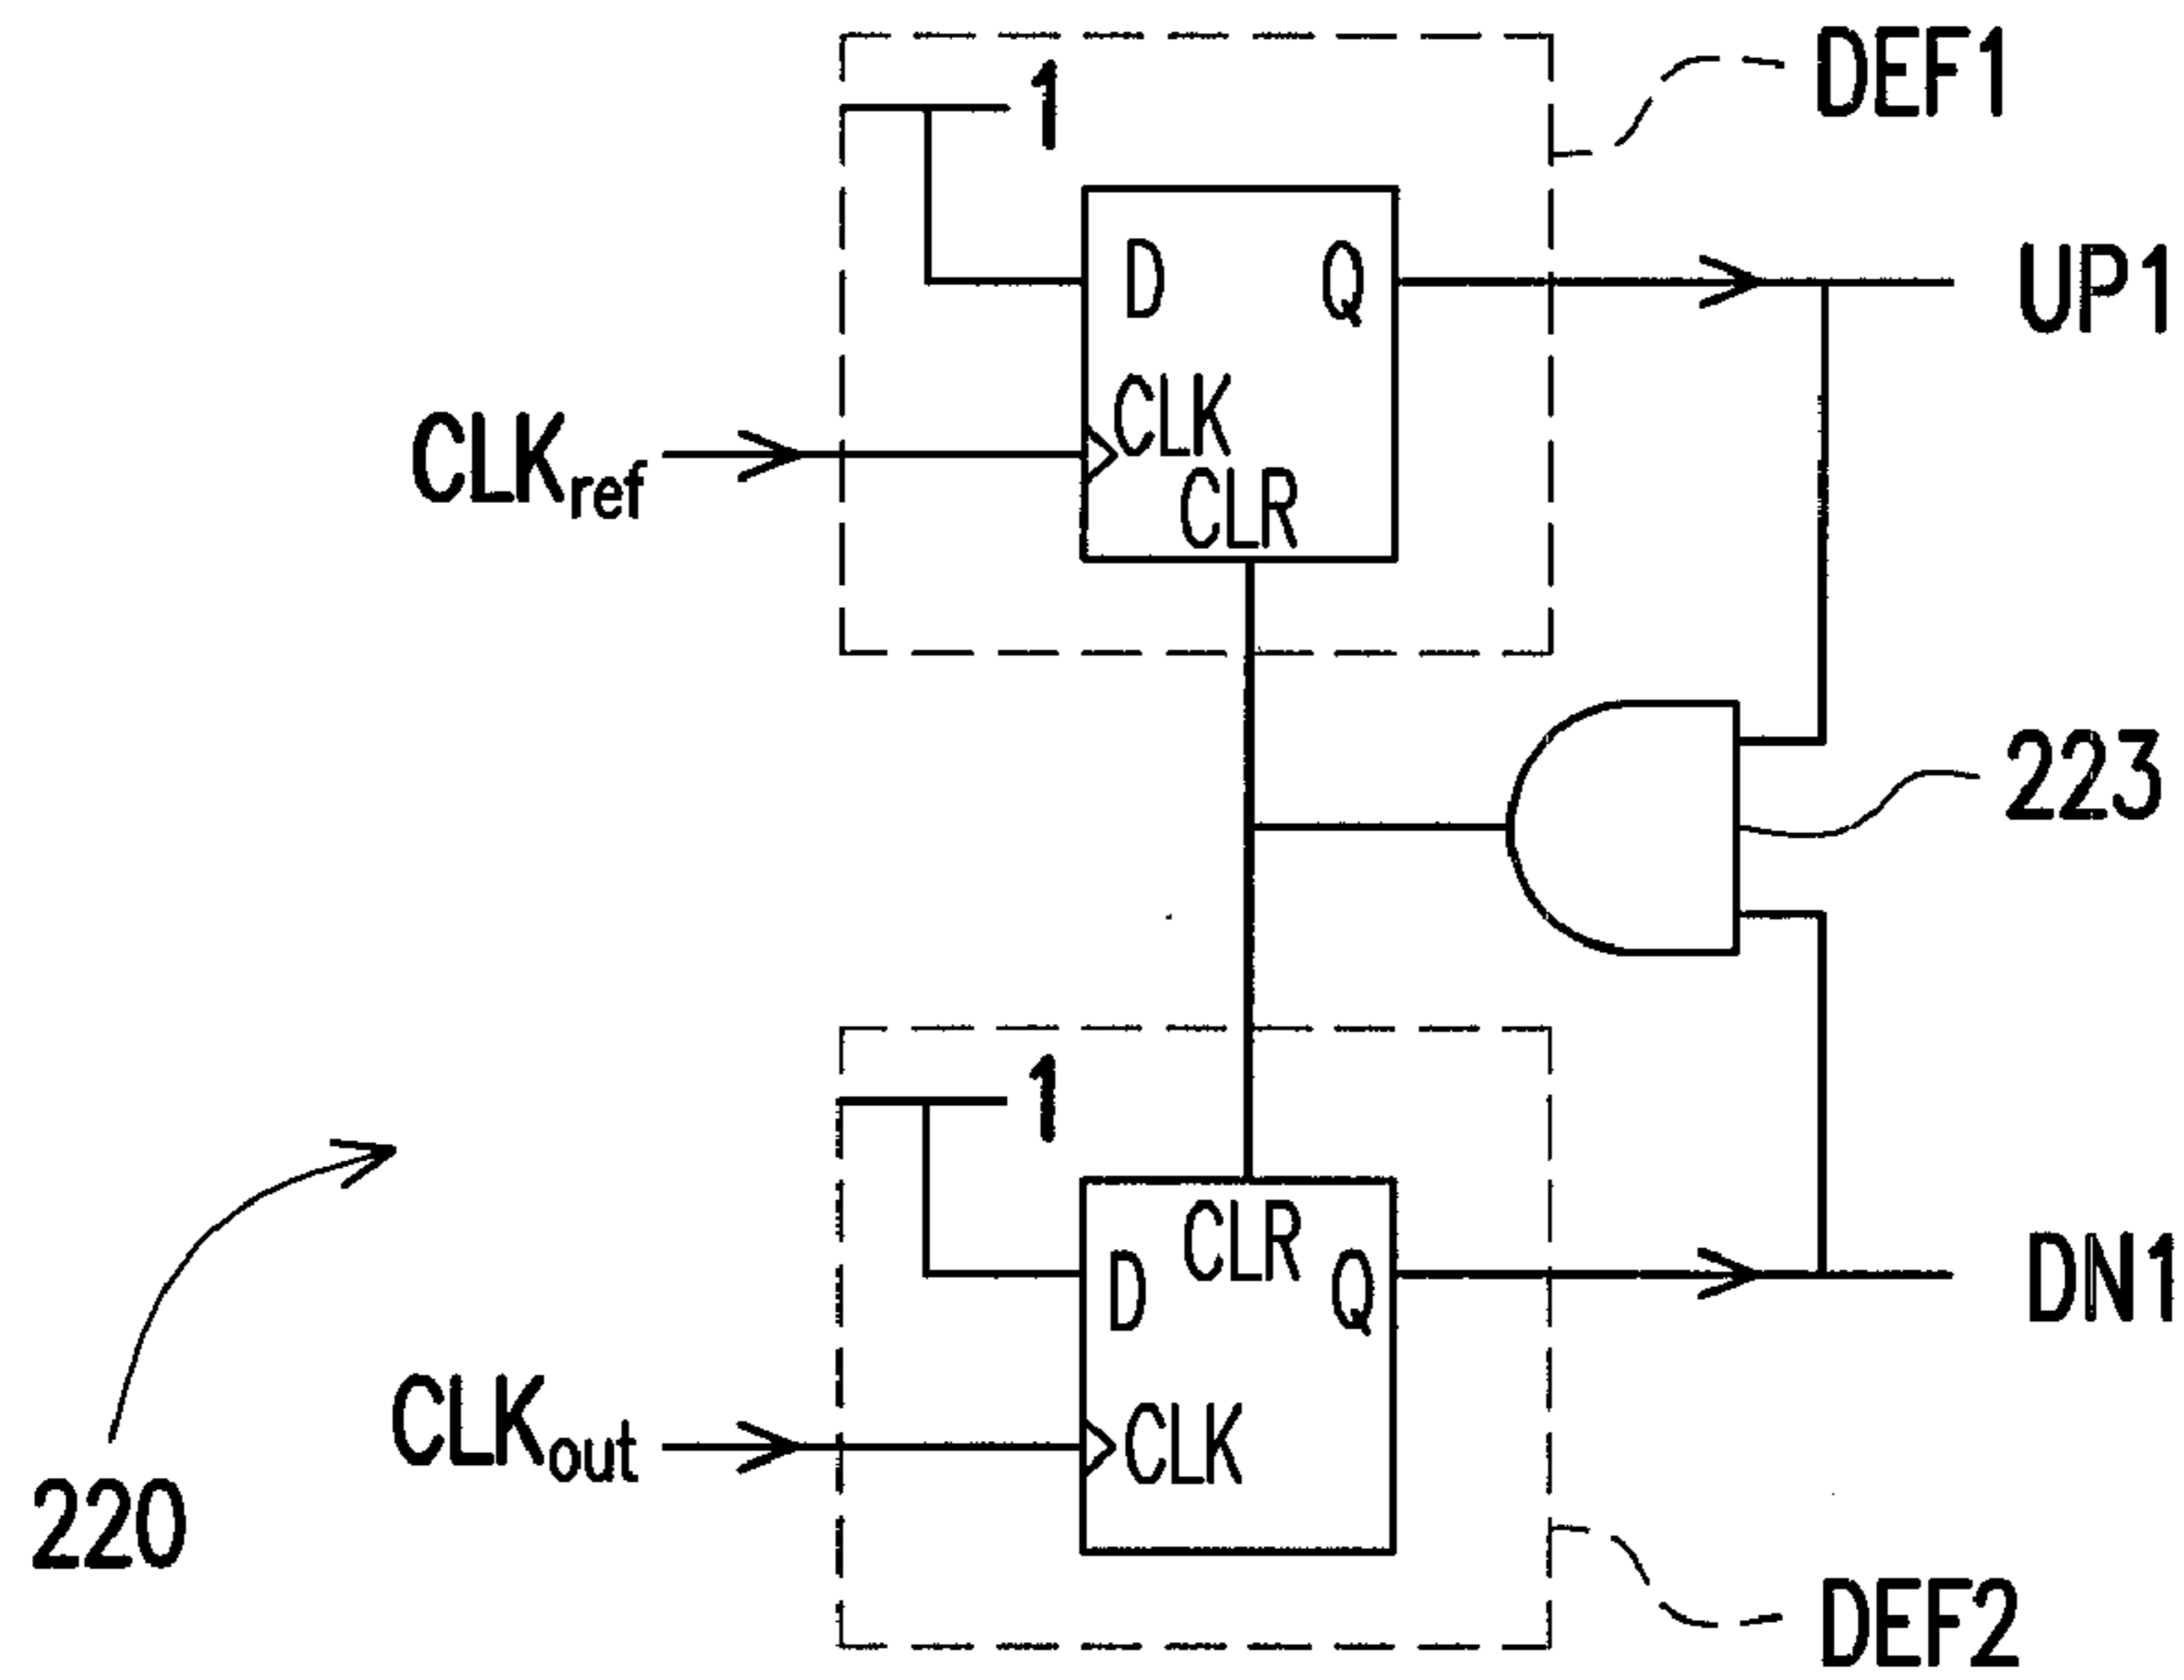 DEF1
1
D Q
UP1
CLK
CLKref
CLR
223
1
CLR
D Q
DN1
CLK
CLKout
220
DEF2